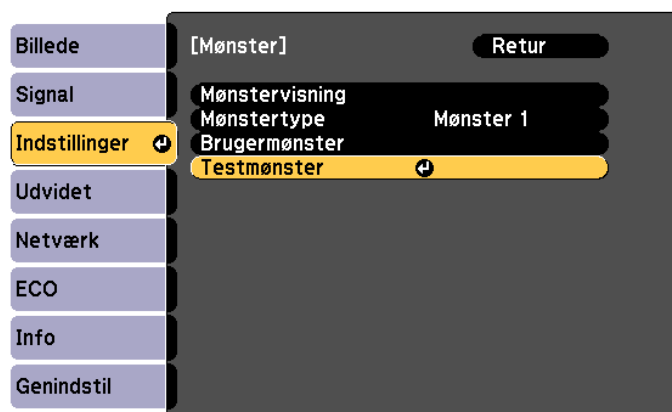 Billede
Signal
Indstillinger
Udvidet
Netværk
ECO
Info
Genindstil
[Mønster] Retur
Mønstervisning
Mønstertype Mønster 1
Brugermønster
Testmønster